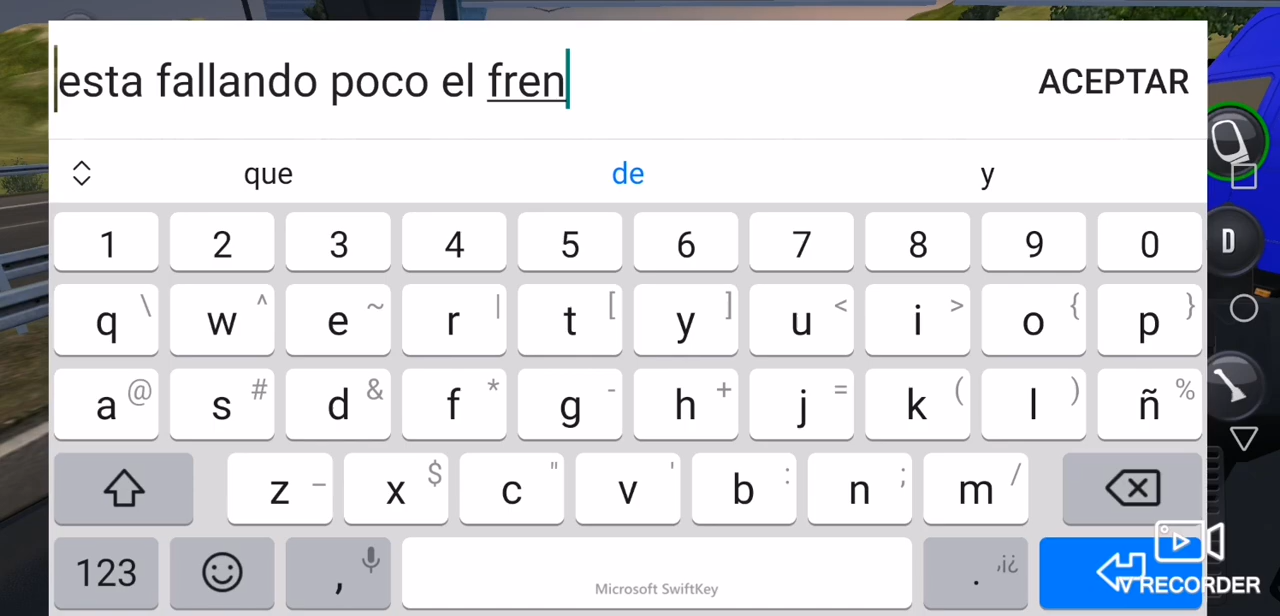 esta fallando poco el fren
ACEPTAR
que de y
1 2 3 4 5 6 7 8 9 0
q \ w ^ e ~ r | t [ y ] u < i > o { p }
a @ s # d & f * g - h + j = k ( l ) ñ %
z _ x $ c " v ' b : n ; m /
123 , . ,¡¿
Microsoft SwiftKey
D
V RECORDER